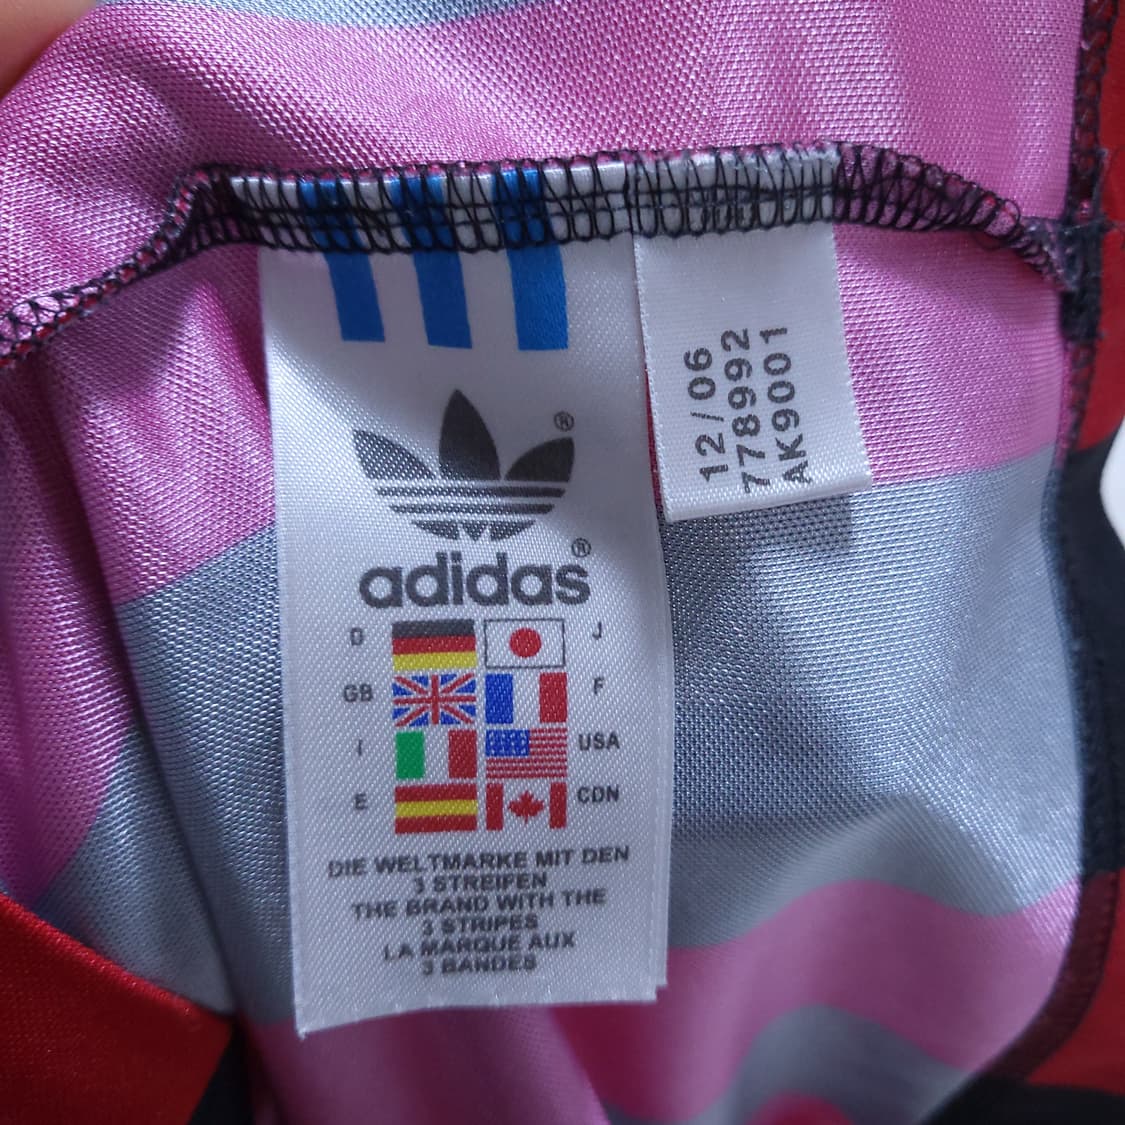 adidas®
®
D
J
GB
F
I
USA
E
CDN
DIE WELTMARKE MIT DEN
3 STREIFEN
THE BRAND WITH THE
3 STRIPES
LA MARQUE AUX
3 BANDES
12/06
778992
AK9001